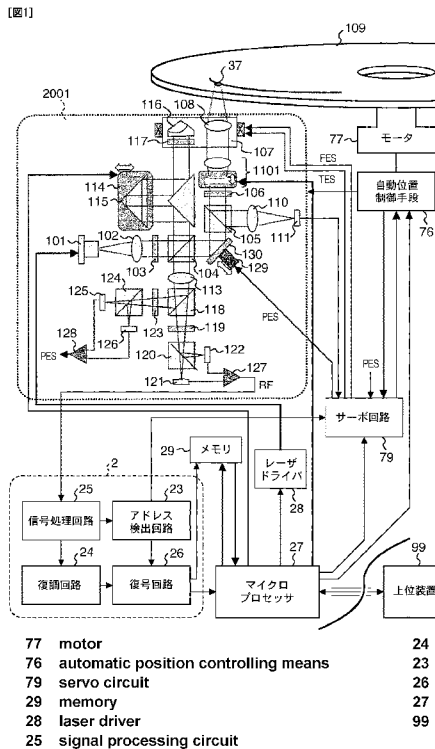 [図1]
109
37
2001
116
108
117
107
77
モータ
FES
114
1101
TES
115
106
自動位置
制御手段
102
110
101
76
105
111
130
103
104
129
124
113
125
118
123
119
PES
128
126
122
PES
120
127
PES
121
RF
サーボ回路
79
2
29
メモリ
レーザ
ドライバ
28
25
23
信号処理回路
アドレス
検出回路
24
26
27
99
復調回路
復号回路
マイクロ
プロセッサ
上位装置
77 motor
24
76 automatic position controlling means
23
79 servo circuit
26
29 memory
27
28 laser driver
99
25 signal processing circuit